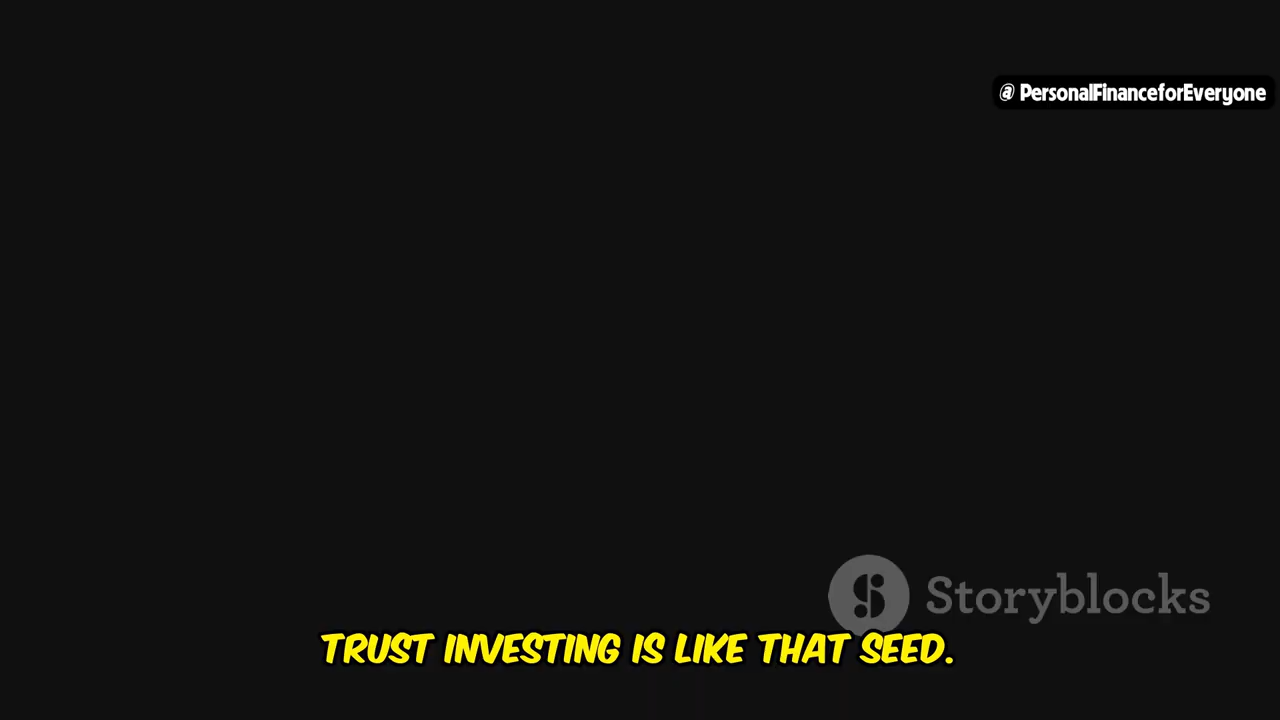 @ PersonalFinanceforEveryone
Storyblocks
TRUST INVESTING IS LIKE THAT SEED.